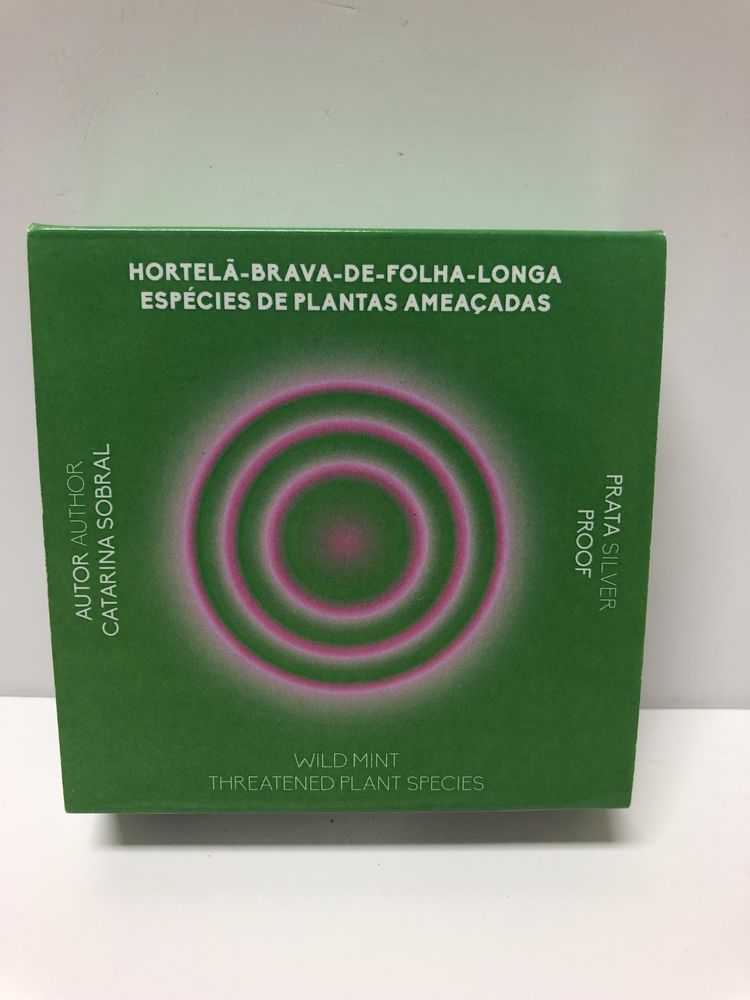 HORTELÃ-BRAVA-DE-FOLHA-LONGA
ESPÉCIES DE PLANTAS AMEAÇADAS
AUTOR AUTHOR
CATARINA SOBRAL
PRATA SILVER
PROOF
WILD MINT
THREATENED PLANT SPECIES